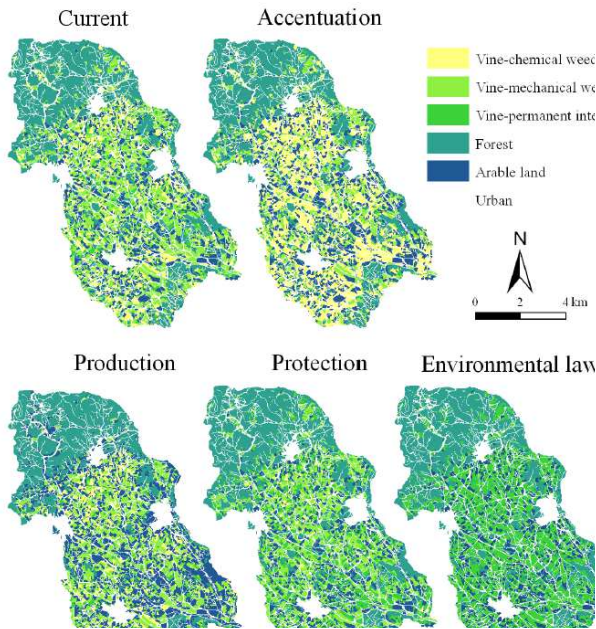 Current Accentuation
Vine-chemical weed
Vine-mechanical we
Vine-permanent inte
Forest
Arable land
Urban
N
0 2 4 km
Production Protection Environmental law